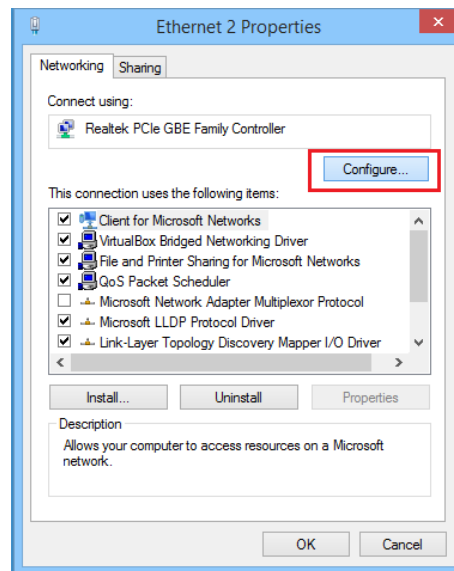 Ethernet 2 Properties
Networking
Sharing
Connect using:
Realtek PCIe GBE Family Controller
Configure...
This connection uses the following items:
Client for Microsoft Networks
VirtualBox Bridged Networking Driver
File and Printer Sharing for Microsoft Networks
QoS Packet Scheduler
Microsoft Network Adapter Multiplexor Protocol
Microsoft LLDP Protocol Driver
Link-Layer Topology Discovery Mapper I/O Driver
Install...
Uninstall
Properties
Description
Allows your computer to access resources on a Microsoft
network.
OK
Cancel